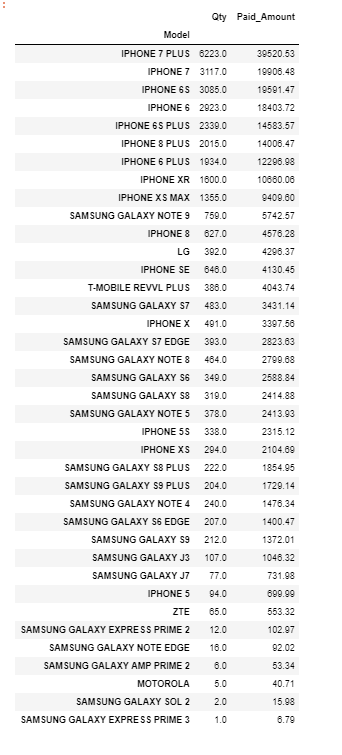 :
Qty Paid_Amount
Model
IPHONE 7 PLUS 6223.0 39520.53
IPHONE 7 3117.0 19906.48
IPHONE 6S 3085.0 19591.47
IPHONE 6 2923.0 18403.72
IPHONE 6S PLUS 2339.0 14583.57
IPHONE 8 PLUS 2015.0 14006.47
IPHONE 6 PLUS 1934.0 12296.98
IPHONE XR 1600.0 10660.06
IPHONE XS MAX 1355.0 9409.60
SAMSUNG GALAXY NOTE 9 759.0 5742.57
IPHONE 8 627.0 4576.28
LG 392.0 4296.37
IPHONE SE 646.0 4130.45
T-MOBILE REVVL PLUS 386.0 4043.74
SAMSUNG GALAXY S7 483.0 3431.14
IPHONE X 491.0 3397.56
SAMSUNG GALAXY S7 EDGE 393.0 2823.63
SAMSUNG GALAXY NOTE 8 464.0 2799.68
SAMSUNG GALAXY S6 349.0 2588.84
SAMSUNG GALAXY S8 319.0 2414.88
SAMSUNG GALAXY NOTE 5 378.0 2413.93
IPHONE 5S 338.0 2315.12
IPHONE XS 294.0 2104.69
SAMSUNG GALAXY S8 PLUS 222.0 1854.95
SAMSUNG GALAXY S9 PLUS 204.0 1729.14
SAMSUNG GALAXY NOTE 4 240.0 1476.34
SAMSUNG GALAXY S6 EDGE 207.0 1400.47
SAMSUNG GALAXY S9 212.0 1372.01
SAMSUNG GALAXY J3 107.0 1046.32
SAMSUNG GALAXY J7 77.0 731.98
IPHONE 5 94.0 699.99
ZTE 65.0 553.32
SAMSUNG GALAXY EXPRESS PRIME 2 12.0 102.97
SAMSUNG GALAXY NOTE EDGE 16.0 92.02
SAMSUNG GALAXY AMP PRIME 2 6.0 53.34
MOTOROLA 5.0 40.71
SAMSUNG GALAXY SOL 2 2.0 15.98
SAMSUNG GALAXY EXPRESS PRIME 3 1.0 6.79